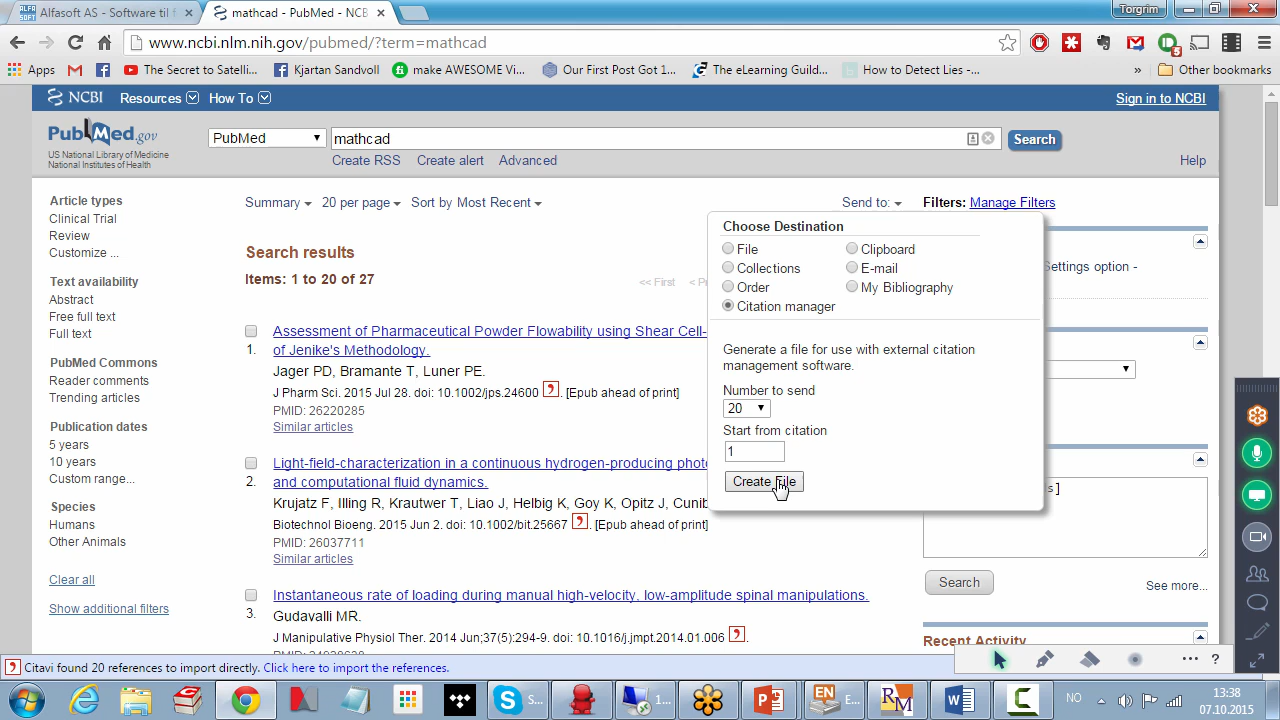 Alfasoft AS - Software til f
mathcad - PubMed - NCB
Torgrim
www.ncbi.nlm.nih.gov/pubmed/?term=mathcad
5
Apps
The Secret to Satelli...
Kjartan Sandvoll
make AWESOME Vi...
Our First Post Got 1...
The eLearning Guild...
How to Detect Lies -...
»
Other bookmarks
NCBI
Resources
How To
Sign in to NCBI
PubMed.gov
US National Library of Medicine
National Institutes of Health
PubMed
mathcad
Search
Create RSS
Create alert
Advanced
Help
Article types
Clinical Trial
Review
Customize ...
Text availability
Abstract
Free full text
Full text
PubMed Commons
Reader comments
Trending articles
Publication dates
5 years
10 years
Custom range...
Species
Humans
Other Animals
Clear all
Show additional filters
Summary
20 per page
Sort by Most Recent
Send to:
Filters: Manage Filters
Search results
Items: 1 to 20 of 27
<< First
Choose Destination
File
Clipboard
Collections
E-mail
Order
My Bibliography
Citation manager
Generate a file for use with external citation
management software.
Number to send
20
Start from citation
1
Create File
Settings option -
1.
Assessment of Pharmaceutical Powder Flowability using Shear Cell-
of Jenike's Methodology.
Jager PD, Bramante T, Luner PE.
J Pharm Sci. 2015 Jul 28. doi: 10.1002/jps.24600 . [Epub ahead of print]
PMID: 26220285
Similar articles
2.
Light-field-characterization in a continuous hydrogen-producing photo
and computational fluid dynamics.
Krujatz F, Illing R, Krautwer T, Liao J, Helbig K, Goy K, Opitz J, Cunib
Biotechnol Bioeng. 2015 Jun 2. doi: 10.1002/bit.25667 . [Epub ahead of print]
PMID: 26037711
Similar articles
3.
Instantaneous rate of loading during manual high-velocity, low-amplitude spinal manipulations.
Gudavalli MR.
J Manipulative Physiol Ther. 2014 Jun;37(5):294-9. doi: 10.1016/j.jmpt.2014.01.006 .
s]
Search
See more...
Recent Activity
Citavi found 20 references to import directly. Click here to import the references.
?
S...
1...
E...
NO
13:38
07.10.2015